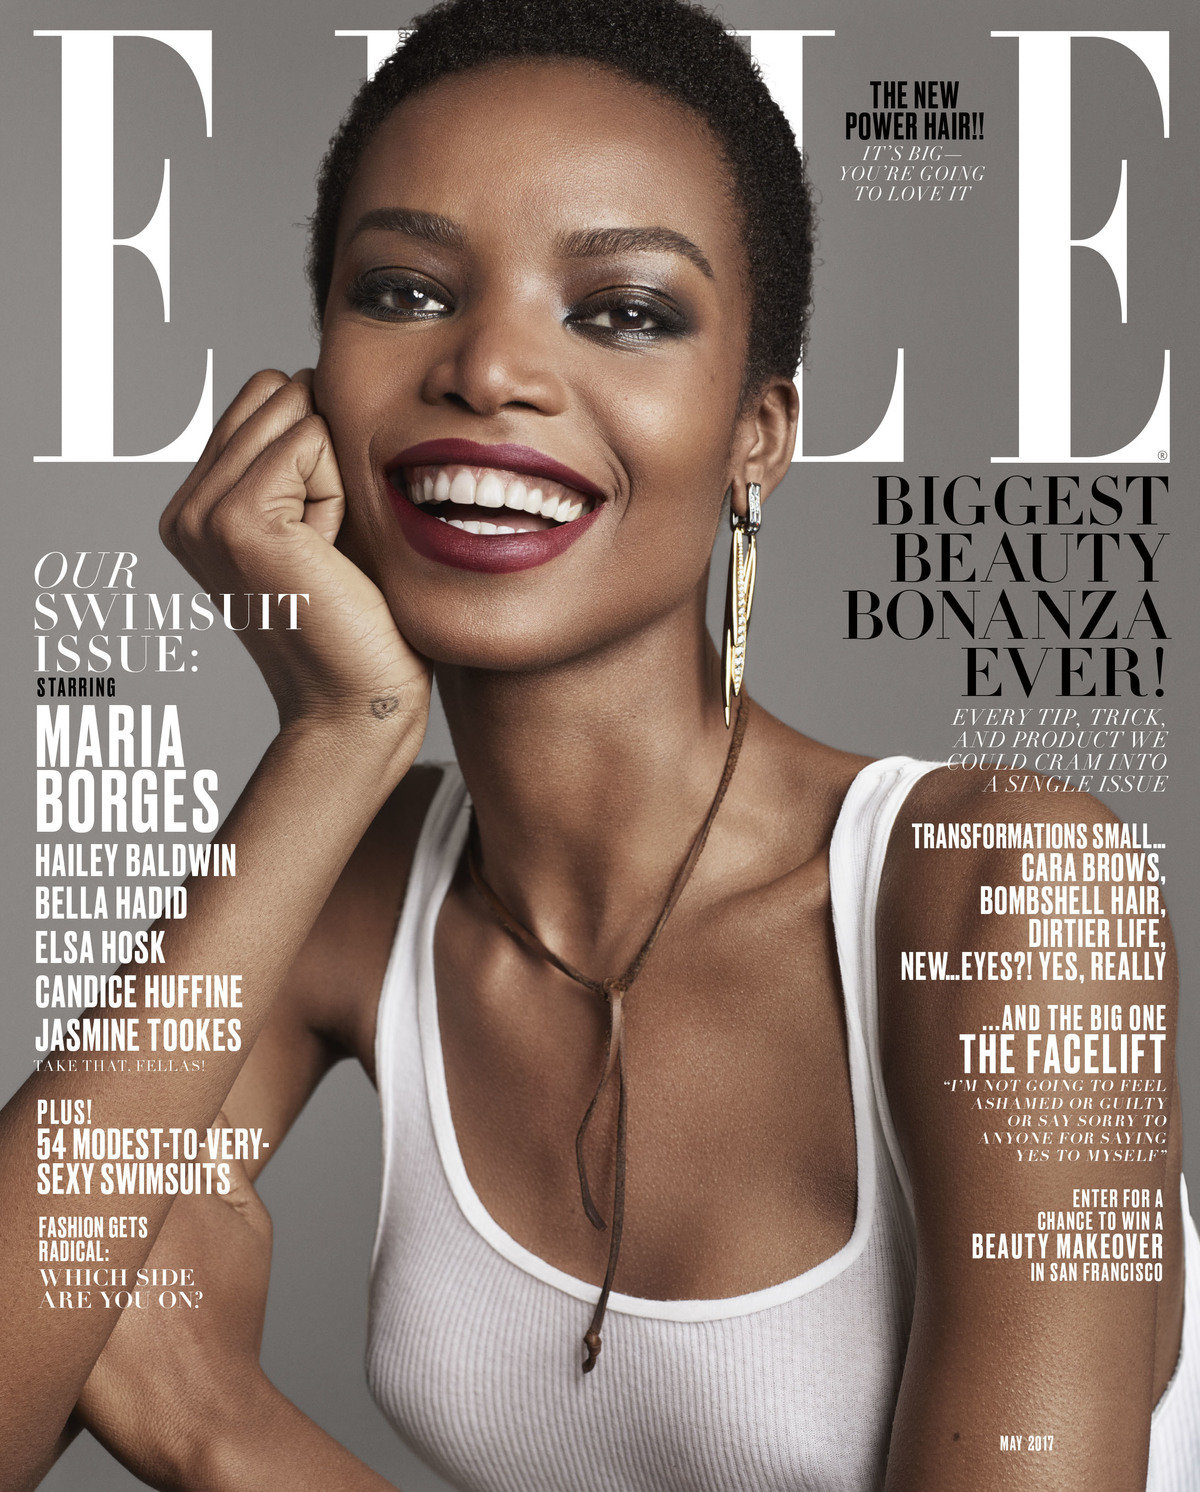 ELLE
THE NEW
POWER HAIR!!
IT'S BIG—
YOU'RE GOING
TO LOVE IT
®
OUR
SWIMSUIT
ISSUE:
STARRING
MARIA
BORGES
HAILEY BALDWIN
BELLA HADID
ELSA HOSK
CANDICE HUFFINE
JASMINE TOOKES
TAKE THAT, FELLAS!
PLUS!
54 MODEST-TO-VERY-
SEXY SWIMSUITS
FASHION GETS
RADICAL:
WHICH SIDE
ARE YOU ON?
BIGGEST
BEAUTY
BONANZA
EVER!
EVERY TIP, TRICK,
AND PRODUCT WE
COULD CRAM INTO
A SINGLE ISSUE
TRANSFORMATIONS SMALL...
CARA BROWS,
BOMBSHELL HAIR,
DIRTIER LIFE,
NEW...EYES?! YES, REALLY
...AND THE BIG ONE
THE FACELIFT
"I'M NOT GOING TO FEEL
ASHAMED OR GUILTY
OR SAY SORRY TO
ANYONE FOR SAYING
YES TO MYSELF"
ENTER FOR A
CHANCE TO WIN A
BEAUTY MAKEOVER
IN SAN FRANCISCO
MAY 2017